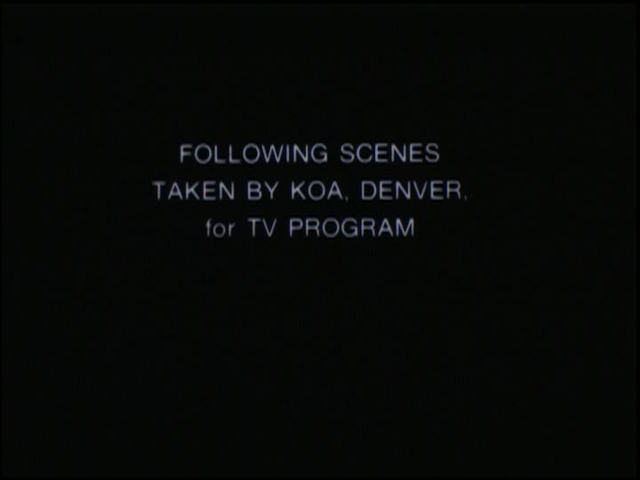 FOLLOWING SCENES
TAKEN BY KOA, DENVER,
for TV PROGRAM